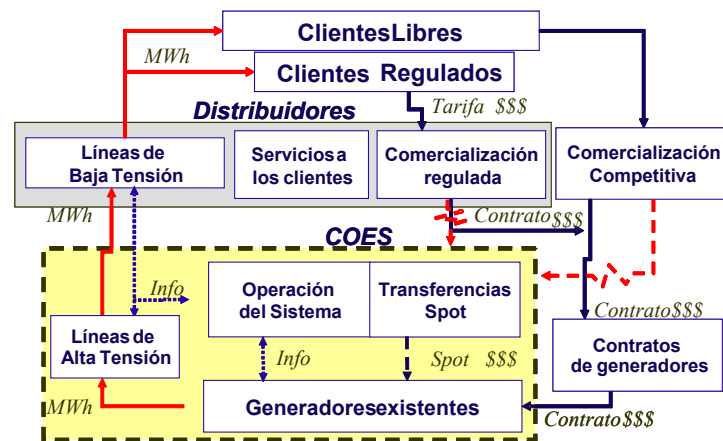 ClientesLibres
MWh
Clientes Regulados
Tarifa $$$
Distribuidores
Líneas de
Baja Tensión
Servicios a
los clientes
Comercialización
regulada
Comercialización
Competitiva
MWh
Contrato $$$
COES
Info
Operación
del Sistema
Transferencias
Spot
Contrato $$$
Líneas de
Alta Tensión
Info
Spot $$$
Contratos
de generadores
MWh
Generadoresexistentes
Contrato $$$